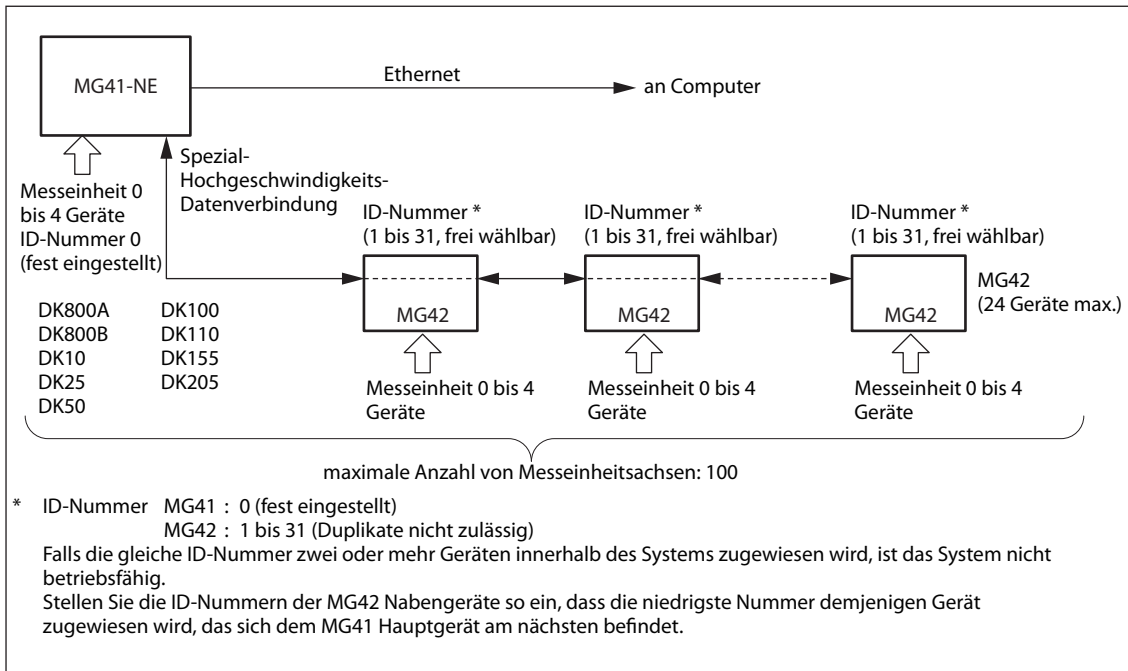 MG41-NE
Ethernet
an Computer
Spezial-
Hochgeschwindigkeits-
Datenverbindung
Messeinheit 0
bis 4 Geräte
ID-Nummer 0
(fest eingestellt)
ID-Nummer *
(1 bis 31, frei wählbar)
ID-Nummer *
(1 bis 31, frei wählbar)
ID-Nummer *
(1 bis 31, frei wählbar)
MG42
MG42
MG42
MG42
(24 Geräte max.)
DK800A
DK800B
DK10
DK25
DK50
DK100
DK110
DK155
DK205
Messeinheit 0 bis 4
Geräte
Messeinheit 0 bis 4
Geräte
Messeinheit 0 bis 4
Geräte
maximale Anzahl von Messeinheitsachsen: 100
* ID-Nummer MG41 : 0 (fest eingestellt)
MG42 : 1 bis 31 (Duplikate nicht zulässig)
Falls die gleiche ID-Nummer zwei oder mehr Geräten innerhalb des Systems zugewiesen wird, ist das System nicht
betriebsfähig.
Stellen Sie die ID-Nummern der MG42 Nabengeräte so ein, dass die niedrigste Nummer demjenigen Gerät
zugewiesen wird, das sich dem MG41 Hauptgerät am nächsten befindet.